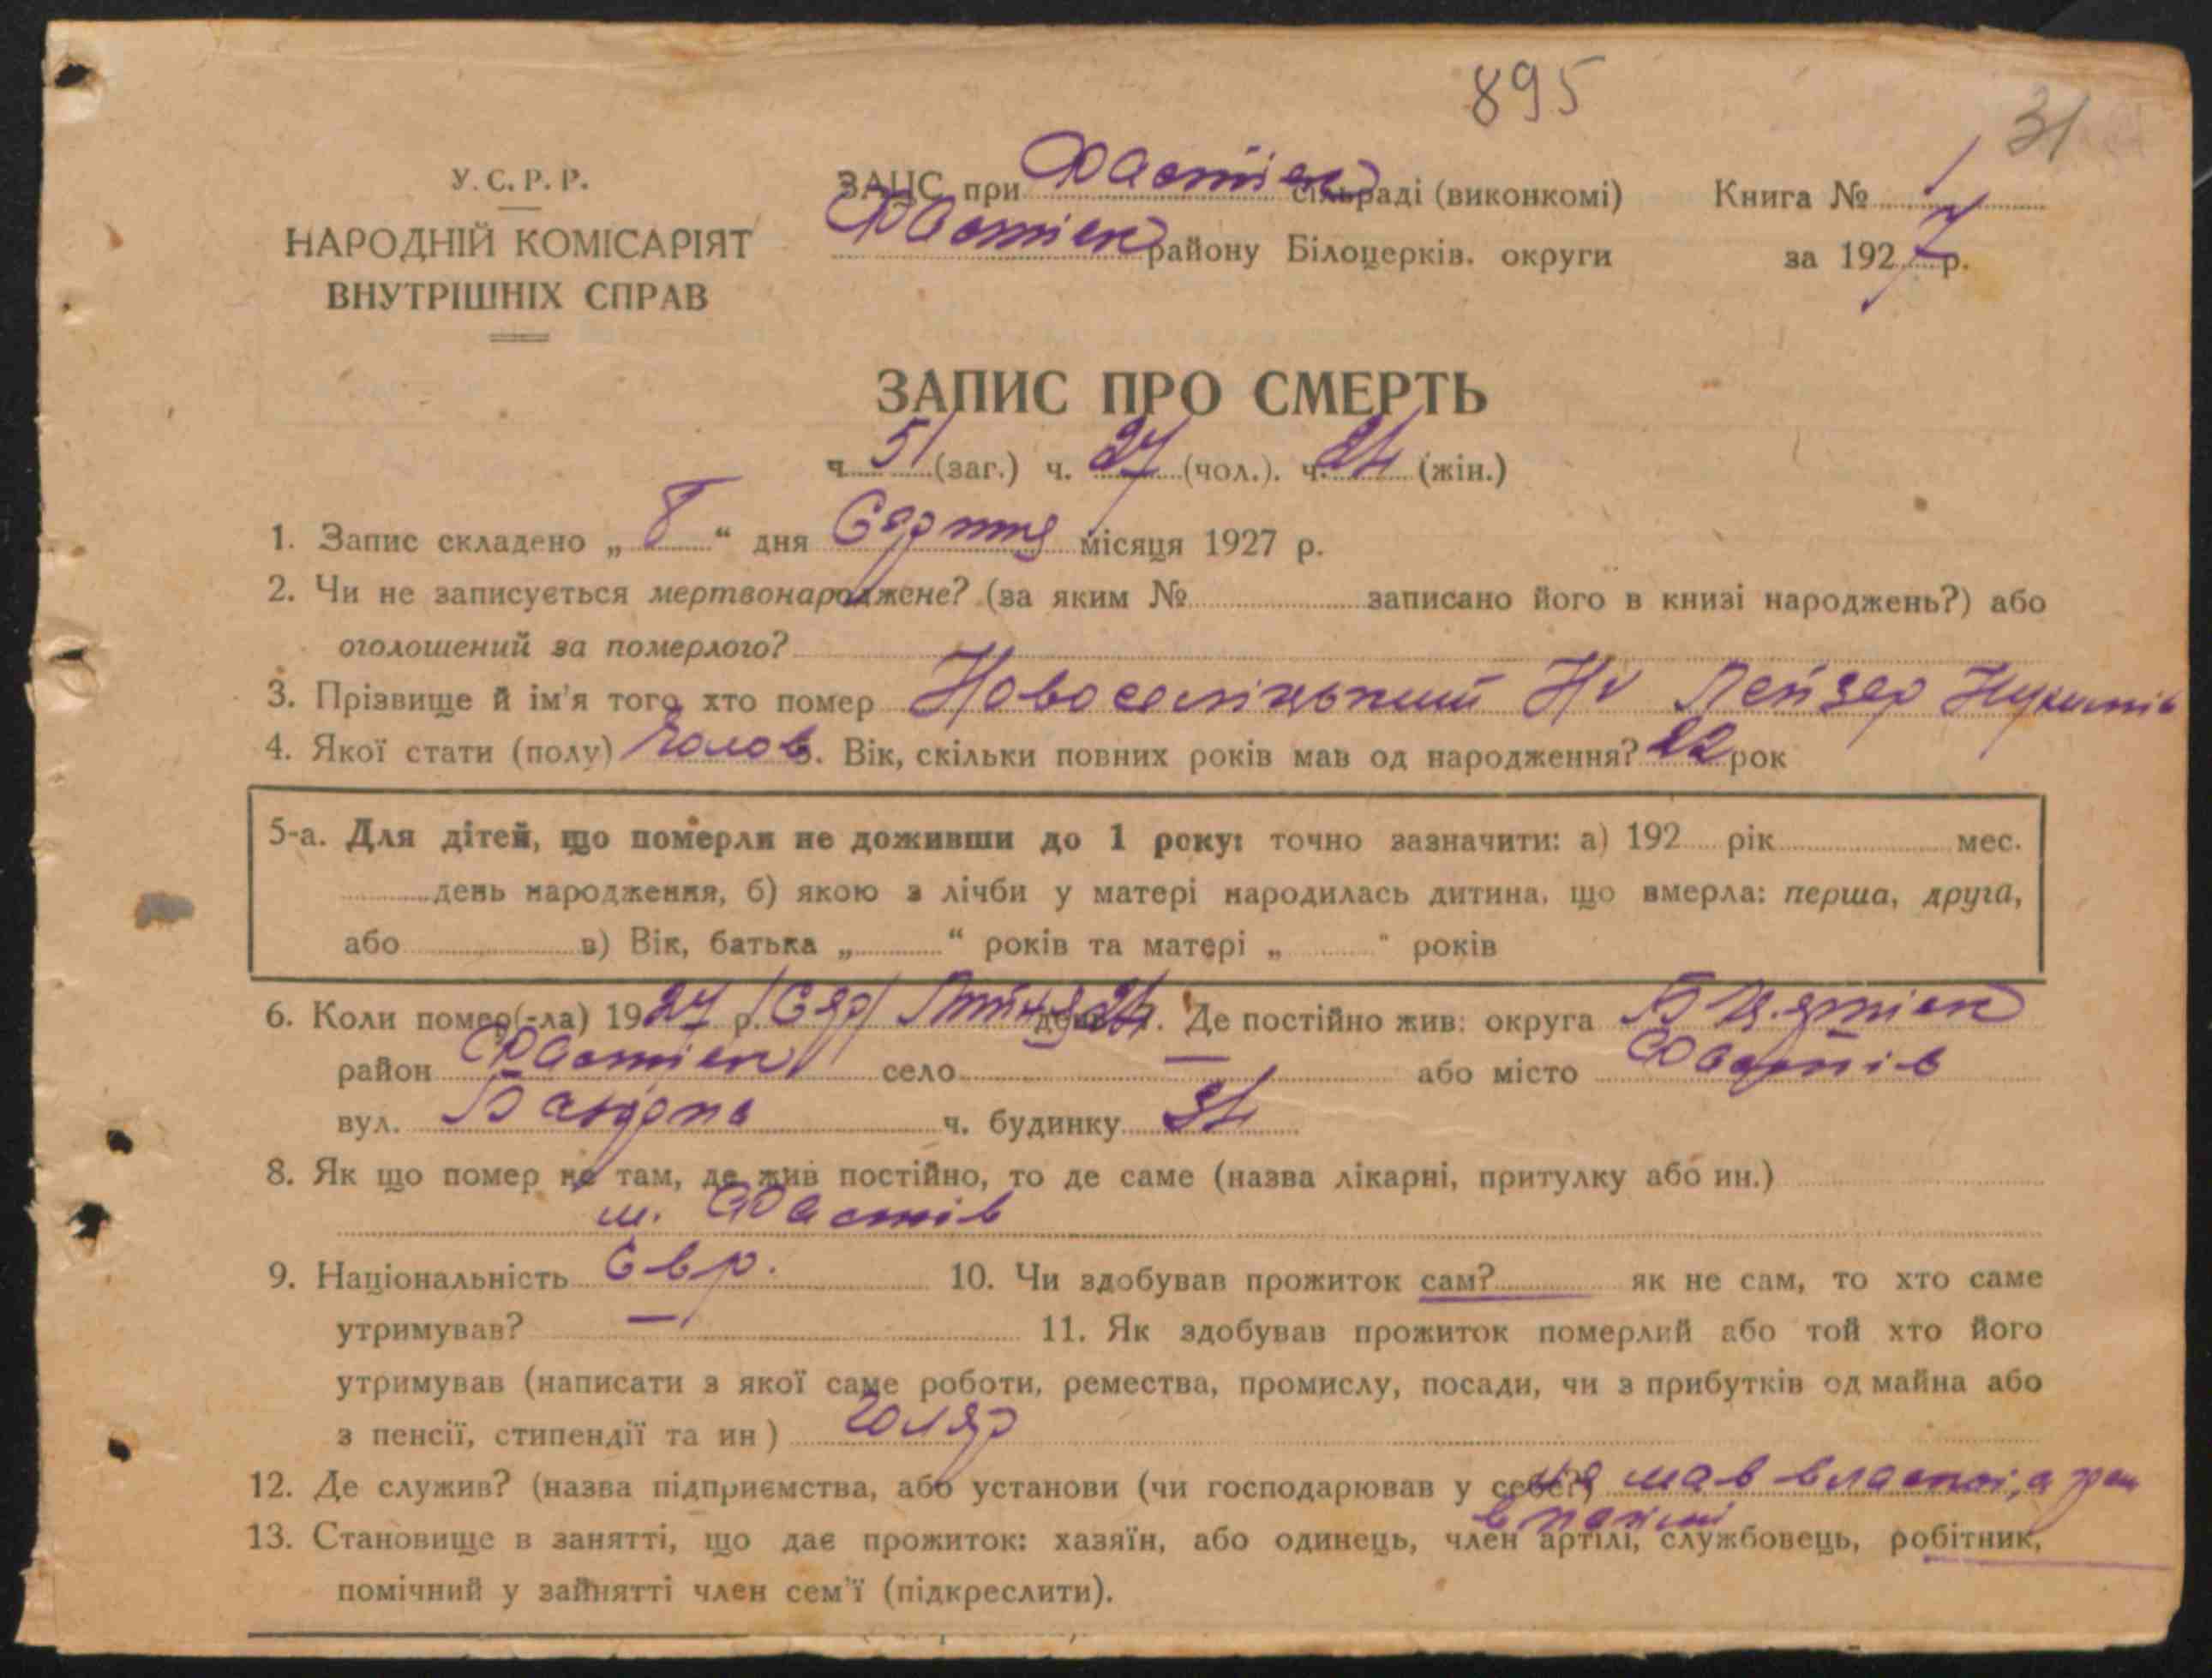 895
31
У. С. Р. Р.
НАРОДНІЙ КОМІСАРІЯТ
ВНУТРІШНІХ СПРАВ
ЗАЦС при Фастівск сільраді (виконкомі)
Фастівск району Білоцерків. округи
Книга № 1
за 1927 р.
ЗАПИС ПРО СМЕРТЬ
ч 51 (заг.) ч. 27 (чол.). ч. 24 (жін.)
1. Запис складено „ 8 “ дня Серпня місяця 1927 р.
2. Чи не записується мертвонароджене? (за яким № записано його в книзі народжень?) або
оголошений за померлого?
3. Прізвище й ім'я того хто помер Новоселіцький Лейзер
4. Якої стати (полу) Чолов 5. Вік, скільки повних років мав од народження? 22 рок
5-а. Для дітей, що померли не доживши до 1 року: точно зазначити: а) 192 рік мес.
день народження, б) якою з лічби у матері народилась дитина, що вмерла: перша, друга,
або в) Вік, батька „ “ років та матері „ “ років
6. Коли помер(-ла) 1927 р. день 7. Де постійно жив: округа
район Фастівск село — або місто Фастів
вул. ч. будинку 34
8. Як що помер не там, де жив постійно, то де саме (назва лікарні, притулку або ин.)
м. Фастів
9. Національність Євр. 10. Чи здобував прожиток сам? як не сам, то хто саме
утримував? — 11. Як здобував прожиток померлий або той хто його
утримував (написати з якої саме роботи, ремества, промислу, посади, чи з прибутків од майна або
з пенсії, стипендії та ин)
12. Де служив? (назва підприємства, або установи (чи господарював у себе?) мав
13. Становище в занятті, що дає прожиток: хазяїн, або одинець, член артілі, службовець, робітник,
помічний у зайнятті член сем'ї (підкреслити).